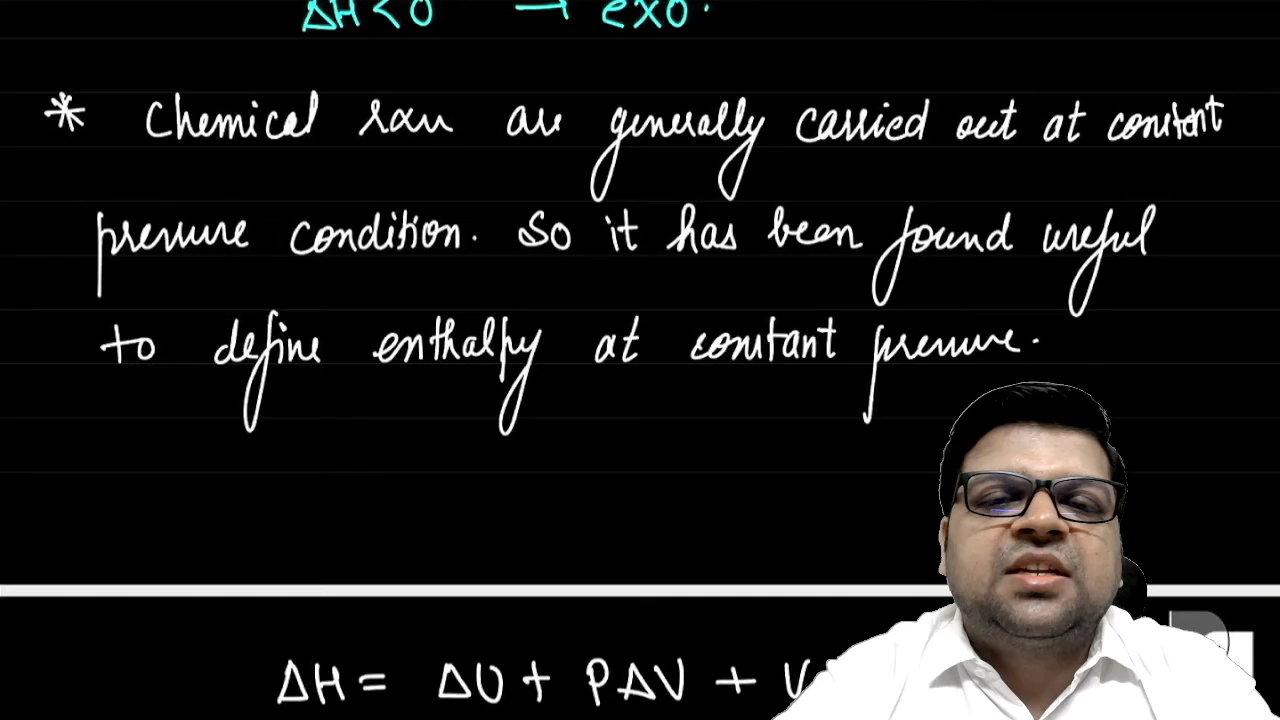 ΔH < 0 → exo.
* Chemical rxn are generally carried out at constant
pressure condition. So it has been found useful
to define enthalpy at constant pressure.
ΔH = ΔU + PΔV + V